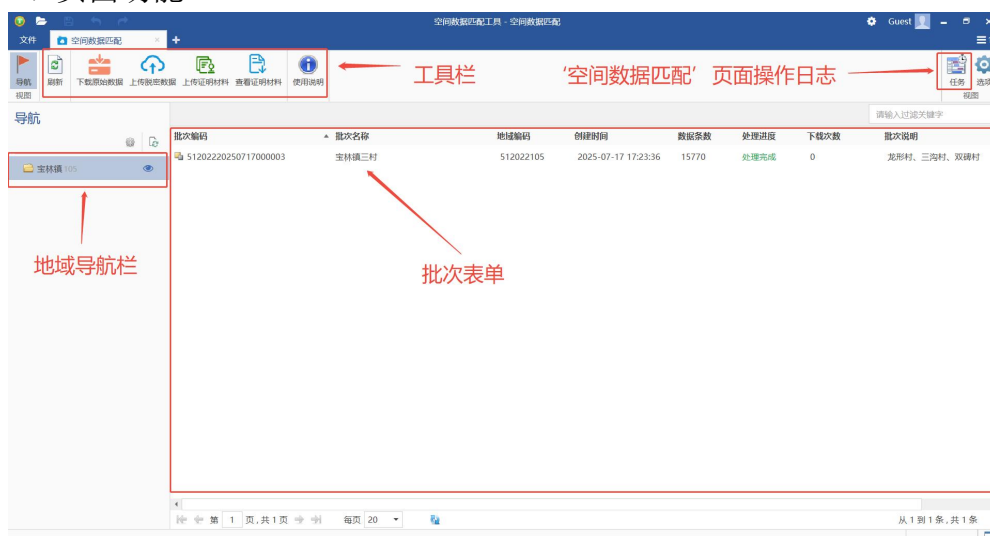 空间数据匹配工具 - 空间数据匹配
Guest
文件 空间数据匹配 × +
导航 刷新 下载原始数据 上传脱密数据 上传证明材料 查看证明材料 使用说明
工具栏 ‘空间数据匹配’页面操作日志
任务
视图 视图
导航
请输入过滤关键字
批次编码 批次名称 地域编码 创建时间 数据条数 处理进度 下载次数 批次说明
宝林镇 105
51202220250717000003 宝林镇三村 512022105 2025-07-17 17:23:36 15770 处理完成 0 龙形村、三沟村、双碑村
地域导航栏
批次表单
第 1 页,共1页 每页 20
从 1 到 1 条,共 1 条